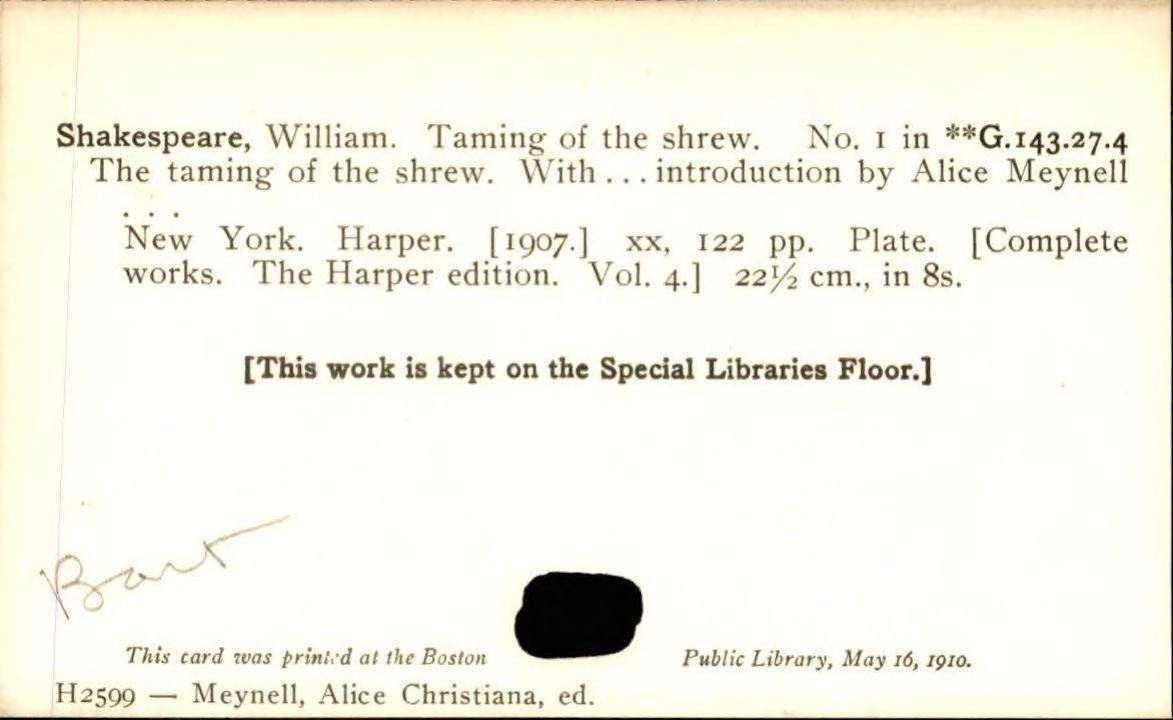 Shakespeare, William. Taming of the shrew. No. 1 in **G.143.27.4
The taming of the shrew. With ... introduction by Alice Meynell
...
New York. Harper. [1907.] xx, 122 pp. Plate. [Complete
works. The Harper edition. Vol. 4.] 22½ cm., in 8s.
[This work is kept on the Special Libraries Floor.]
Bart
This card was printed at the Boston Public Library, May 16, 1910.
H2599 — Meynell, Alice Christiana, ed.